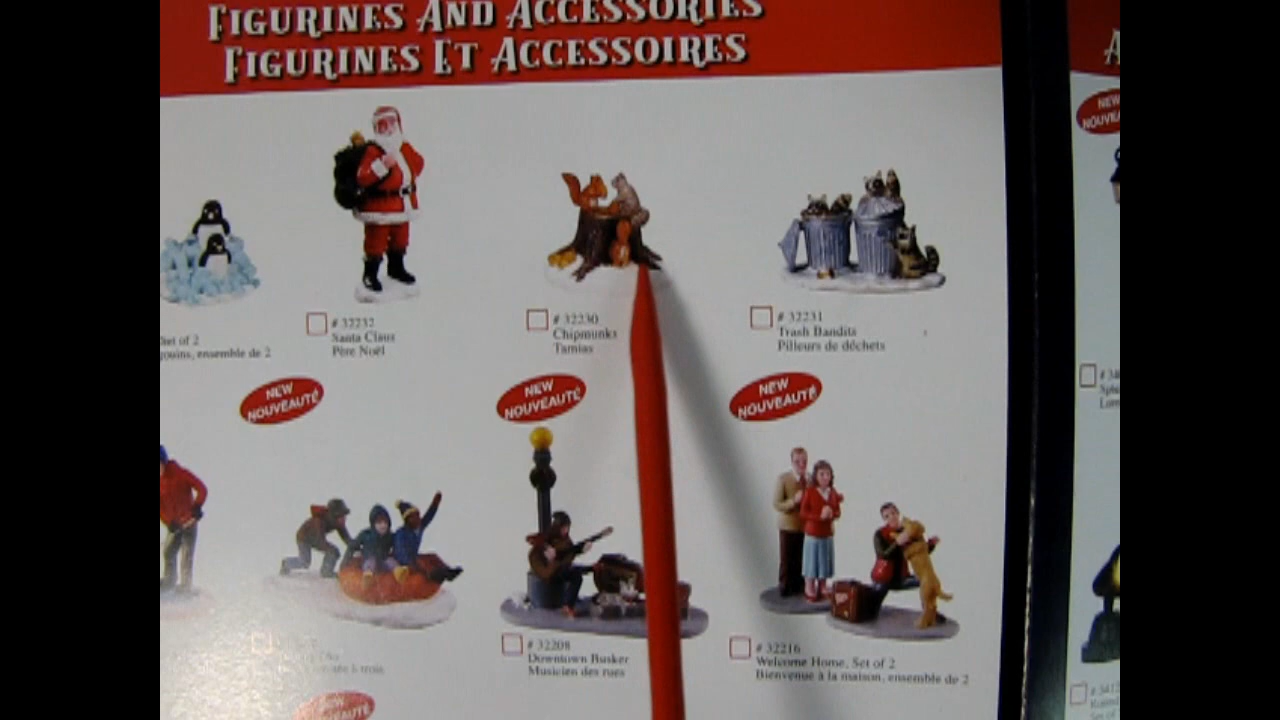 FIGURINES AND ACCESSORIES
FIGURINES ET ACCESSOIRES
NEW
Set of 2
ensemble de 2
# 32232
Santa Claus
Père Noël
# 32230
Chipmunks
Tamias
# 32231
Trash Bandits
Pilleurs de déchets
NEW
NOUVEAUTÉ
NEW
NOUVEAUTÉ
NEW
NOUVEAUTÉ
à trois
# 32208
Downtown Busker
Musicien des rues
# 32216
Welcome Home, Set of 2
Bienvenue à la maison, ensemble de 2
NEW